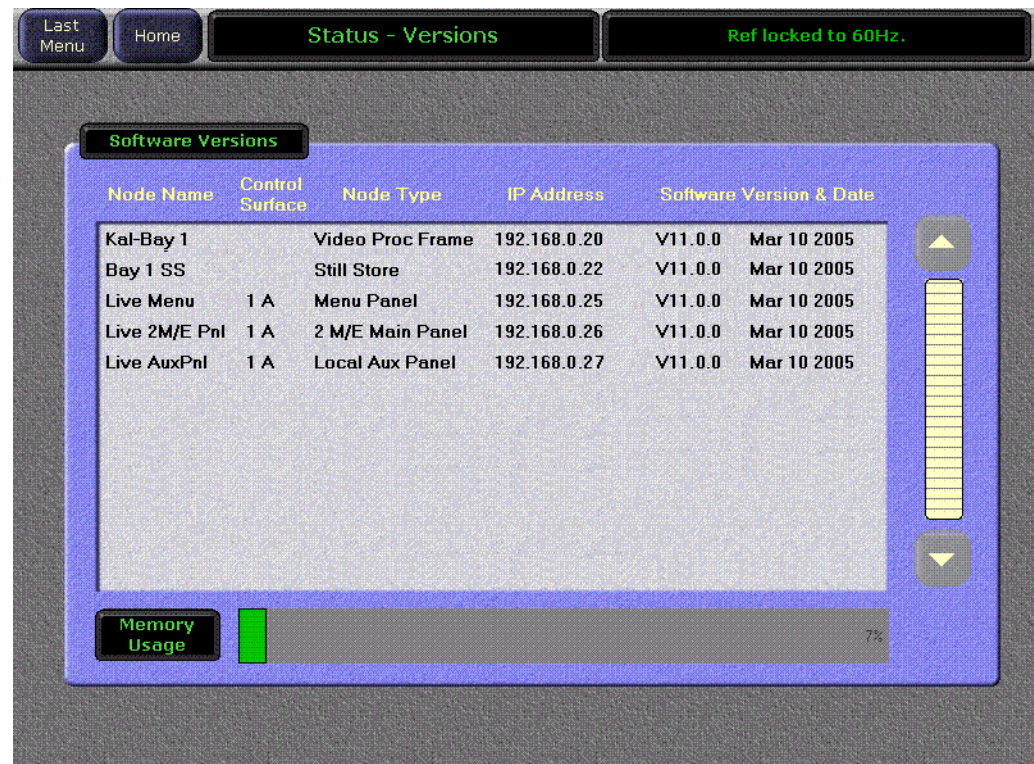 Last Menu
Home
Status - Versions
Ref locked to 60Hz.
Software Versions
Node Name Control Surface Node Type IP Address Software Version & Date
Kal-Bay 1 Video Proc Frame 192.168.0.20 V11.0.0 Mar 10 2005
Bay 1 SS Still Store 192.168.0.22 V11.0.0 Mar 10 2005
Live Menu 1 A Menu Panel 192.168.0.25 V11.0.0 Mar 10 2005
Live 2M/E Pnl 1 A 2 M/E Main Panel 192.168.0.26 V11.0.0 Mar 10 2005
Live AuxPnl 1 A Local Aux Panel 192.168.0.27 V11.0.0 Mar 10 2005
Memory Usage
7%